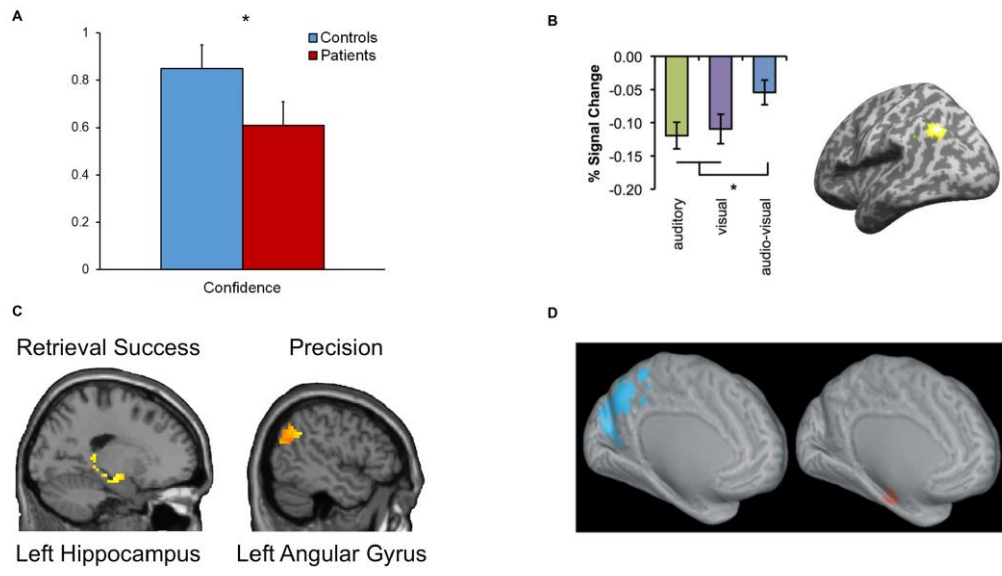 A
*
1
0.8
0.6
0.4
0.2
0
Controls
Patients
Confidence
B
% Signal Change
0.00
-0.05
-0.10
-0.15
-0.20
*
auditory
visual
audio-visual
C
Retrieval Success
Precision
Left Hippocampus
Left Angular Gyrus
D